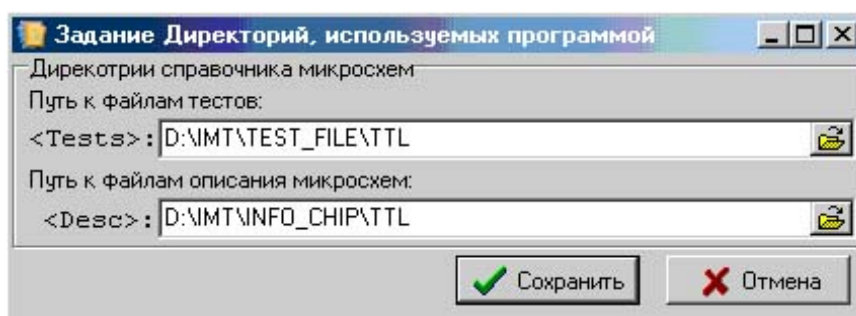 Задание Директорий, используемых программой
Дирекотрии справочника микросхем
Путь к файлам тестов:
<Tests>: D:\IMT\TEST_FILE\TTL
Путь к файлам описания микросхем:
<Desc>: D:\IMT\INFO_CHIP\TTL
Сохранить Отмена